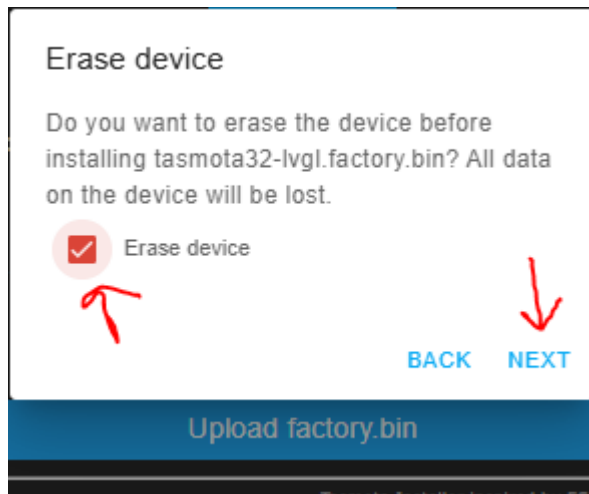 Erase device
Do you want to erase the device before
installing tasmota32-lvgl.factory.bin? All data
on the device will be lost.
Erase device
BACK NEXT
Upload factory.bin